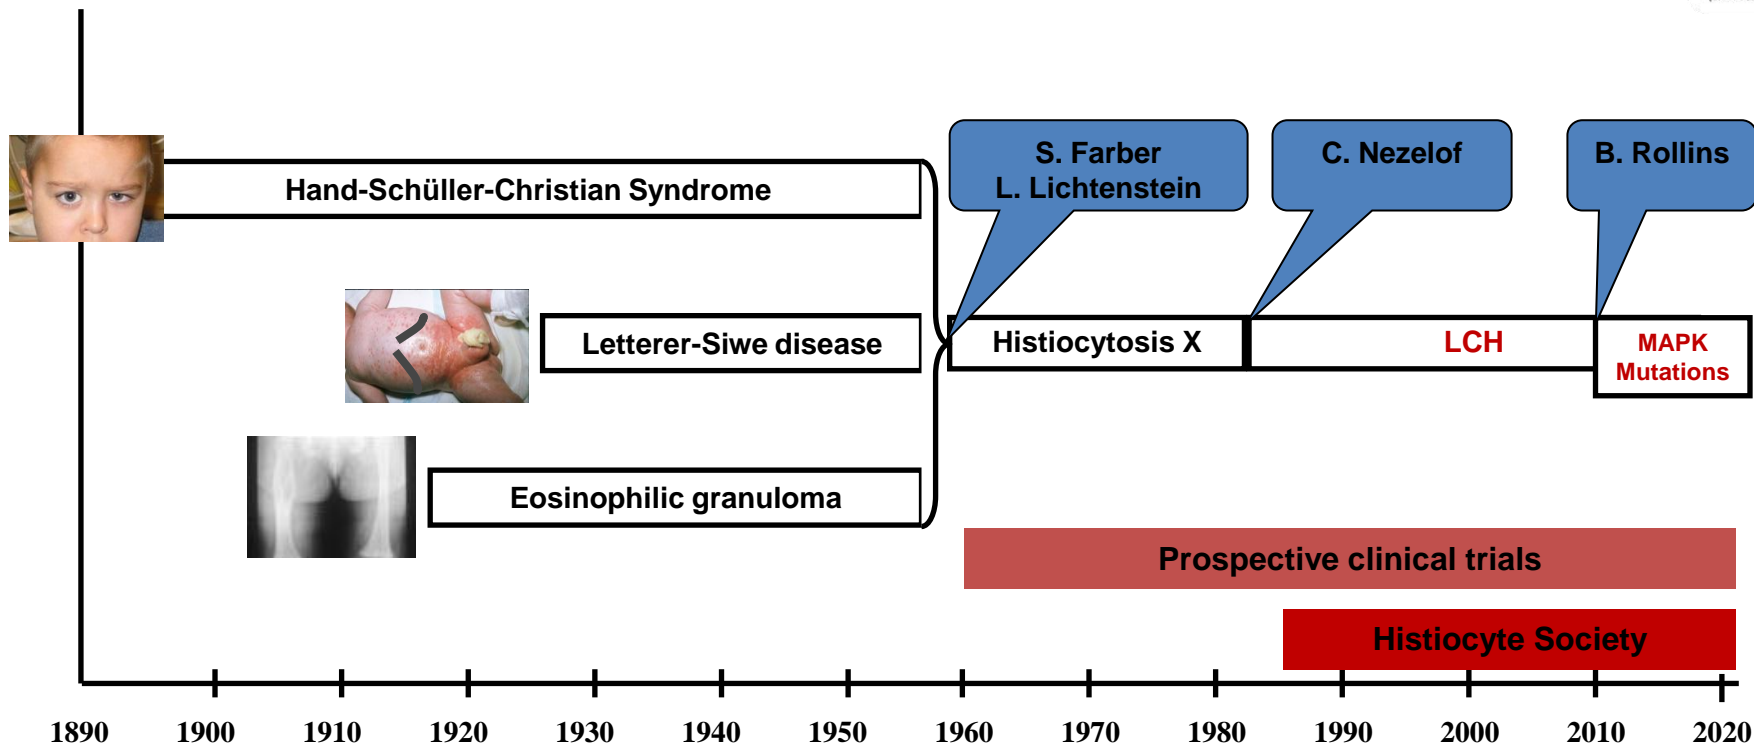 S. Farber
L. Lichtenstein
C. Nezelof
B. Rollins
Hand-Schüller-Christian Syndrome
Letterer-Siwe disease
Histiocytosis X
LCH
MAPK
Mutations
Eosinophilic granuloma
Prospective clinical trials
Histiocyte Society
1890 1900 1910 1920 1930 1940 1950 1960 1970 1980 1990 2000 2010 2020